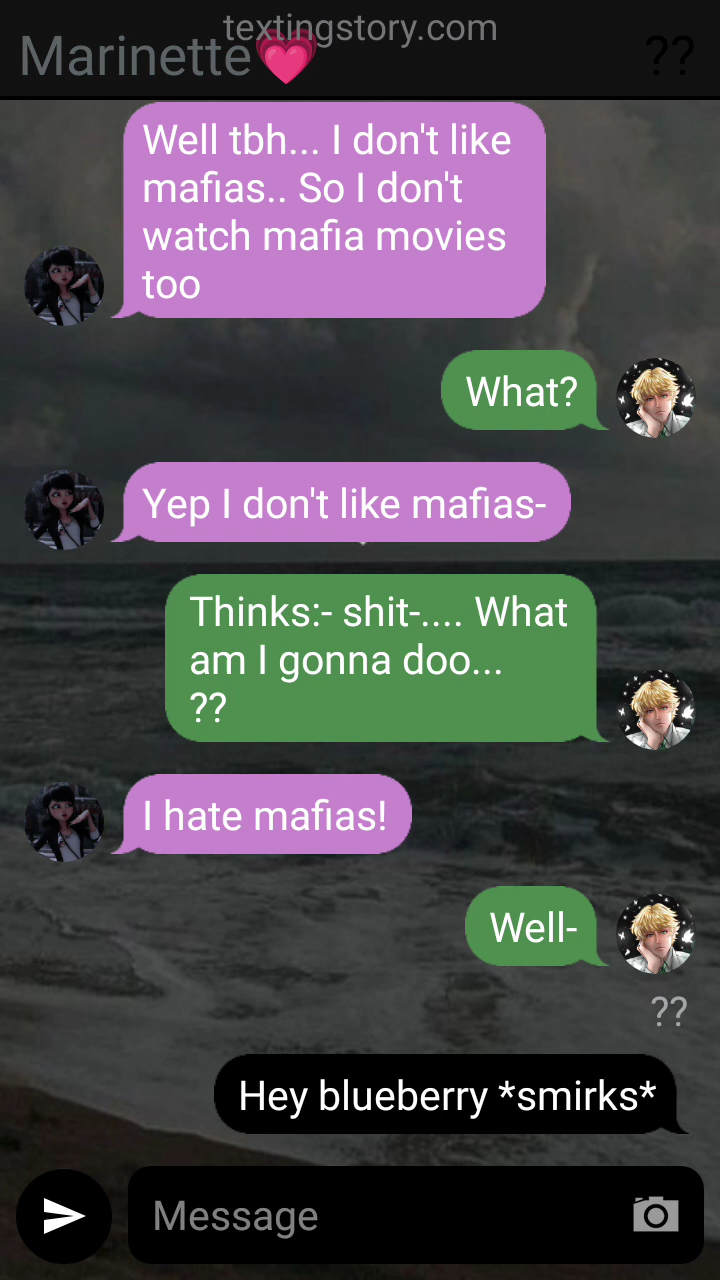 textingstory.com
Marinette💗
??
Well tbh... I don't like
mafias.. So I don't
watch mafia movies
too
What?
Yep I don't like mafias-
Thinks:- shit-.... What
am I gonna doo...
??
I hate mafias!
Well-
??
Hey blueberry *smirks*
Message